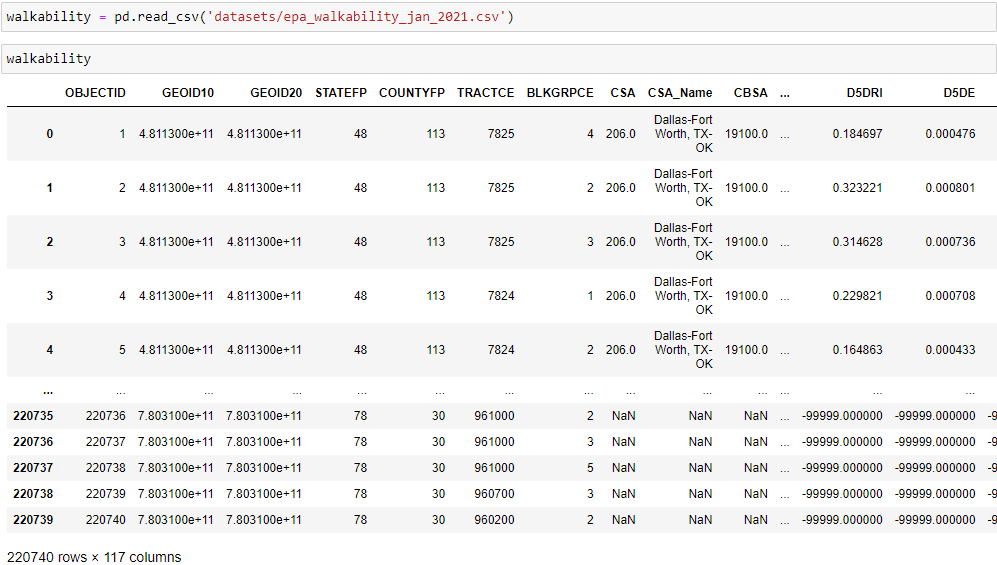 walkability = pd.read_csv('datasets/epa_walkability_jan_2021.csv')
walkability
OBJECTID GEOID10 GEOID20 STATEFP COUNTYFP TRACTCE BLKGRPCE CSA CSA_Name CBSA ... D5DRI D5DE
0 1 4.811300e+11 4.811300e+11 48 113 7825 4 206.0 Dallas-Fort Worth, TX-OK 19100.0 ... 0.184697 0.000476
1 2 4.811300e+11 4.811300e+11 48 113 7825 2 206.0 Dallas-Fort Worth, TX-OK 19100.0 ... 0.323221 0.000801
2 3 4.811300e+11 4.811300e+11 48 113 7825 3 206.0 Dallas-Fort Worth, TX-OK 19100.0 ... 0.314628 0.000736
3 4 4.811300e+11 4.811300e+11 48 113 7824 1 206.0 Dallas-Fort Worth, TX-OK 19100.0 ... 0.229821 0.000708
4 5 4.811300e+11 4.811300e+11 48 113 7824 2 206.0 Dallas-Fort Worth, TX-OK 19100.0 ... 0.164863 0.000433
... ... ... ... ... ... ... ... ... ... ... ... ... ...
220735 220736 7.803100e+11 7.803100e+11 78 30 961000 2 NaN NaN NaN ... -99999.000000 -99999.000000 -9
220736 220737 7.803100e+11 7.803100e+11 78 30 961000 3 NaN NaN NaN ... -99999.000000 -99999.000000 -9
220737 220738 7.803100e+11 7.803100e+11 78 30 961000 5 NaN NaN NaN ... -99999.000000 -99999.000000 -9
220738 220739 7.803100e+11 7.803100e+11 78 30 960700 3 NaN NaN NaN ... -99999.000000 -99999.000000 -9
220739 220740 7.803100e+11 7.803100e+11 78 30 960200 2 NaN NaN NaN ... -99999.000000 -99999.000000 -9
220740 rows × 117 columns